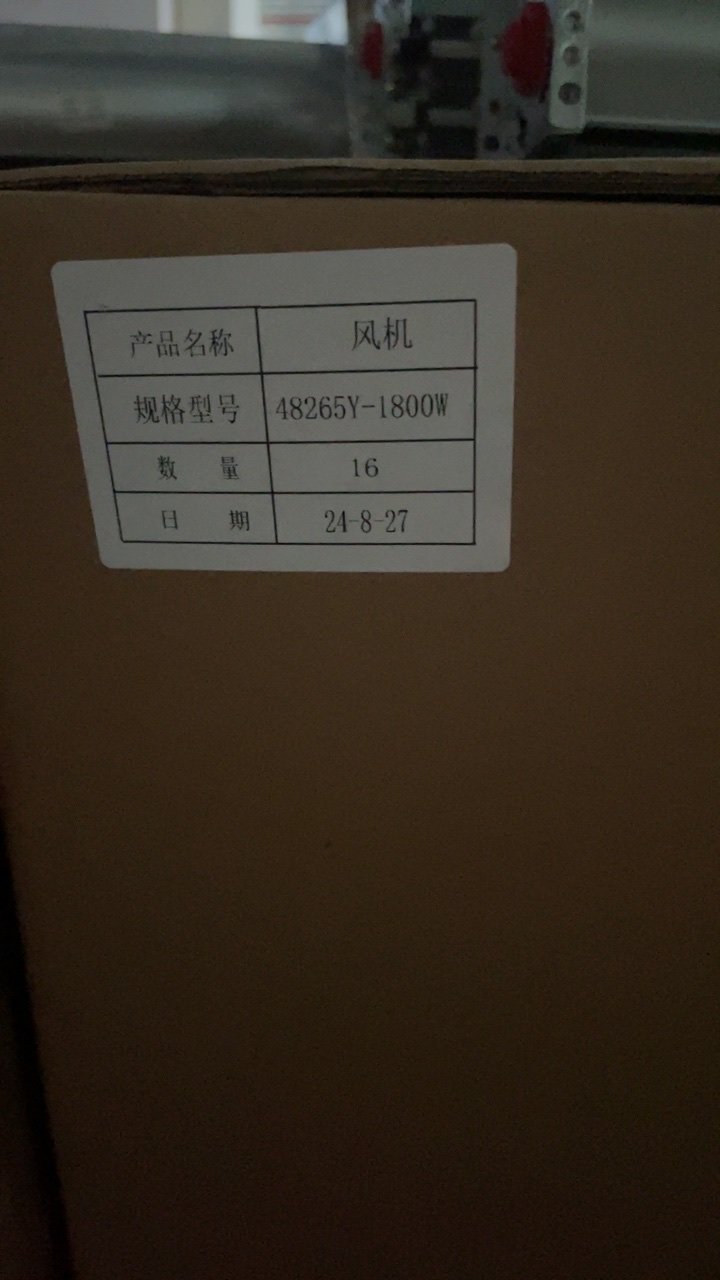 产品名称 风机
规格型号 48265Y-1800W
数 量 16
日 期 24-8-27